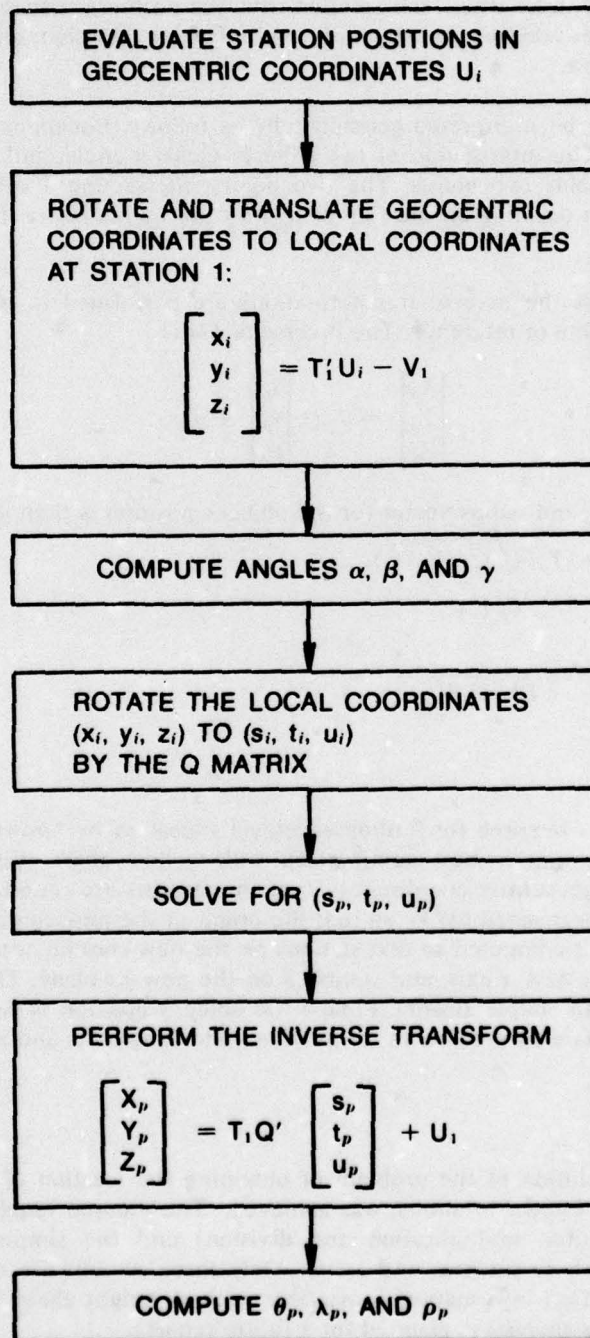 EVALUATE STATION POSITIONS IN
GEOCENTRIC COORDINATES Uᵢ
ROTATE AND TRANSLATE GEOCENTRIC
COORDINATES TO LOCAL COORDINATES
AT STATION 1:
[xᵢ
yᵢ = T₁′Uᵢ − V₁
zᵢ]
COMPUTE ANGLES α, β, AND γ
ROTATE THE LOCAL COORDINATES
(xᵢ, yᵢ, zᵢ) TO (sᵢ, tᵢ, uᵢ)
BY THE Q MATRIX
SOLVE FOR (sₚ, tₚ, uₚ)
PERFORM THE INVERSE TRANSFORM
[Xₚ [sₚ
Yₚ = T₁Q′ tₚ + U₁
Zₚ] uₚ]
COMPUTE θₚ, λₚ, AND ρₚ